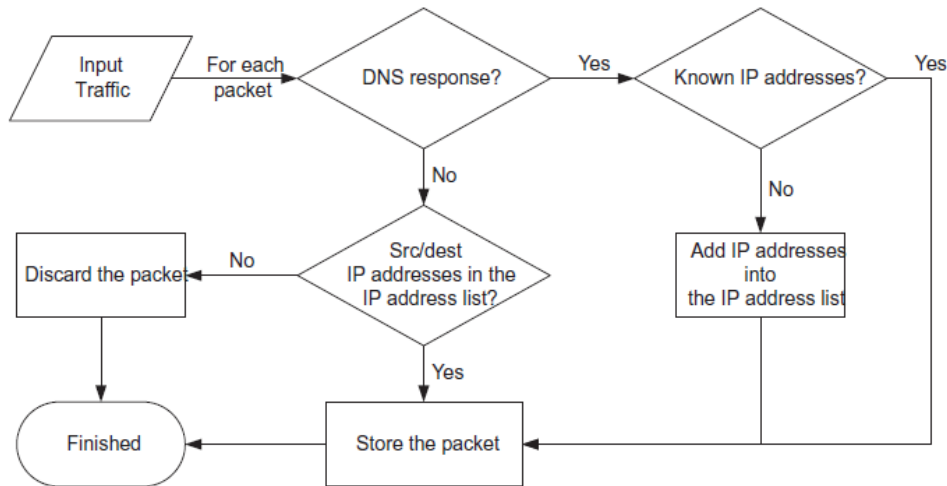 Input
Traffic
For each
packet
DNS response?
Yes
Known IP addresses?
Yes
No
No
Discard the packet
No
Src/dest
IP addresses in the
IP address list?
Add IP addresses
into
the IP address list
Yes
Finished
Store the packet